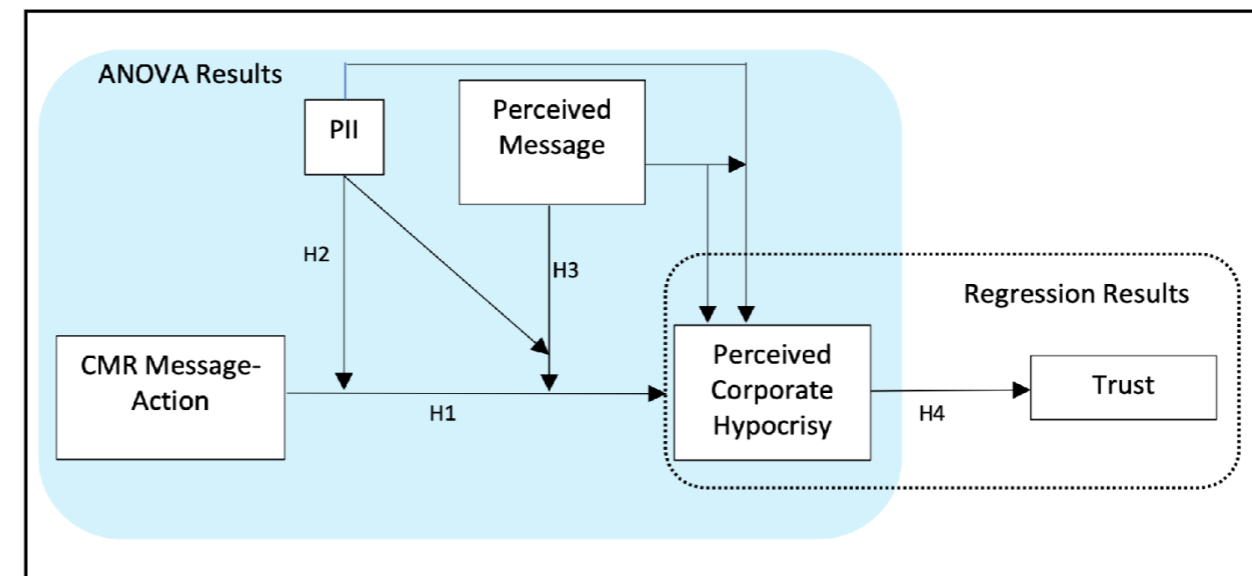 ANOVA Results
PII
Perceived
Message
H2
H3
Regression Results
CMR Message-
Action
H1
Perceived
Corporate
Hypocrisy
H4
Trust